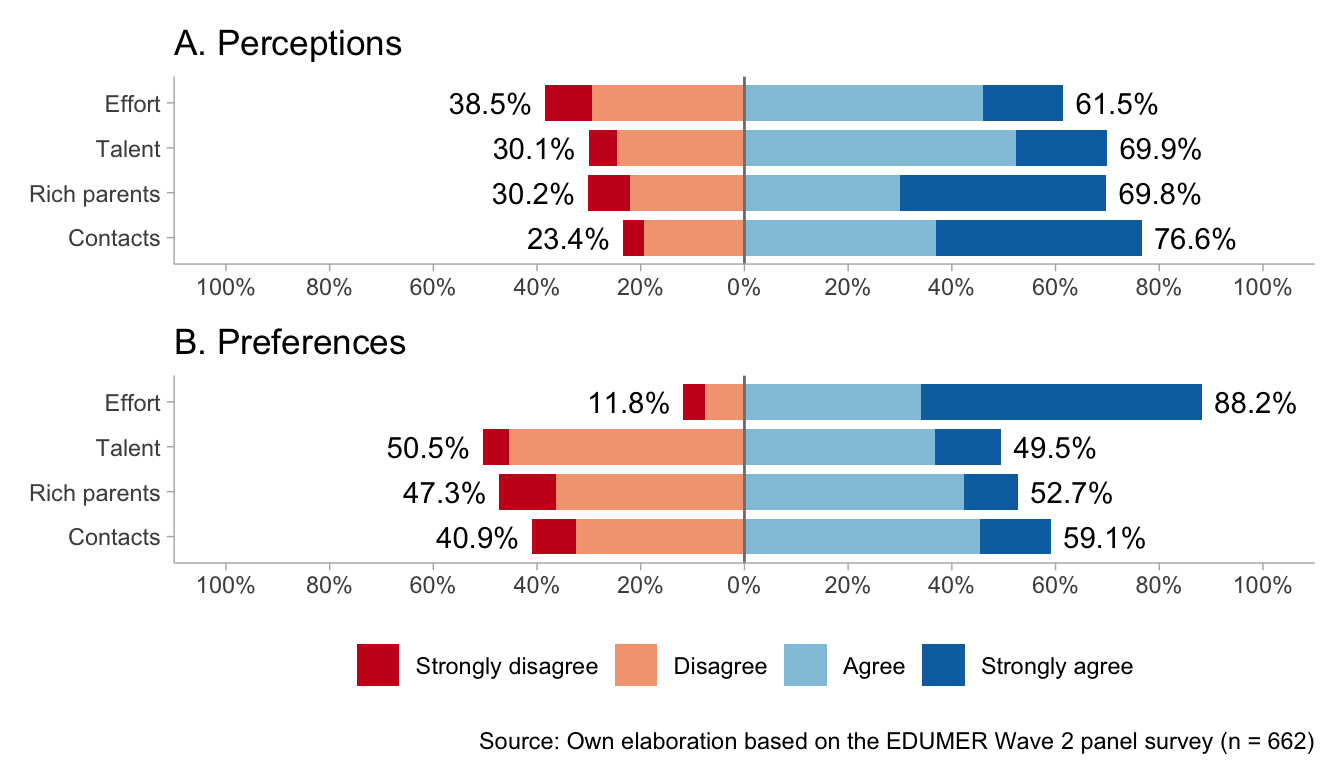 A. Perceptions
Effort 38.5% 61.5%
Talent 30.1% 69.9%
Rich parents 30.2% 69.8%
Contacts 23.4% 76.6%
100% 80% 60% 40% 20% 0% 20% 40% 60% 80% 100%
B. Preferences
Effort 11.8% 88.2%
Talent 50.5% 49.5%
Rich parents 47.3% 52.7%
Contacts 40.9% 59.1%
100% 80% 60% 40% 20% 0% 20% 40% 60% 80% 100%
Strongly disagree Disagree Agree Strongly agree
Source: Own elaboration based on the EDUMER Wave 2 panel survey (n = 662)